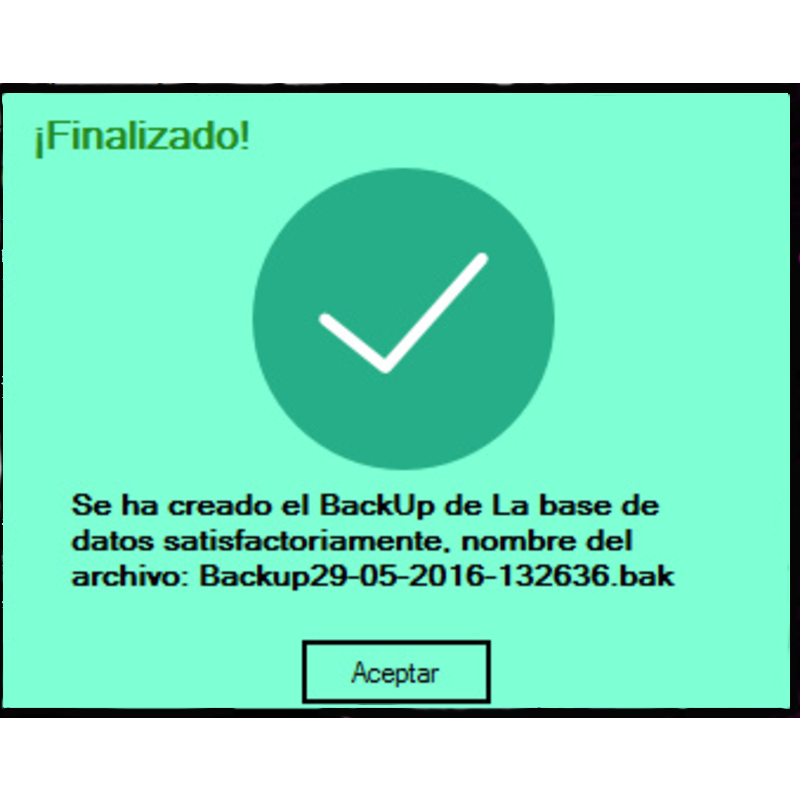 ¡Finalizado!
Se ha creado el BackUp de La base de
datos satisfactoriamente, nombre del
archivo: Backup29-05-2016-132636.bak
Aceptar